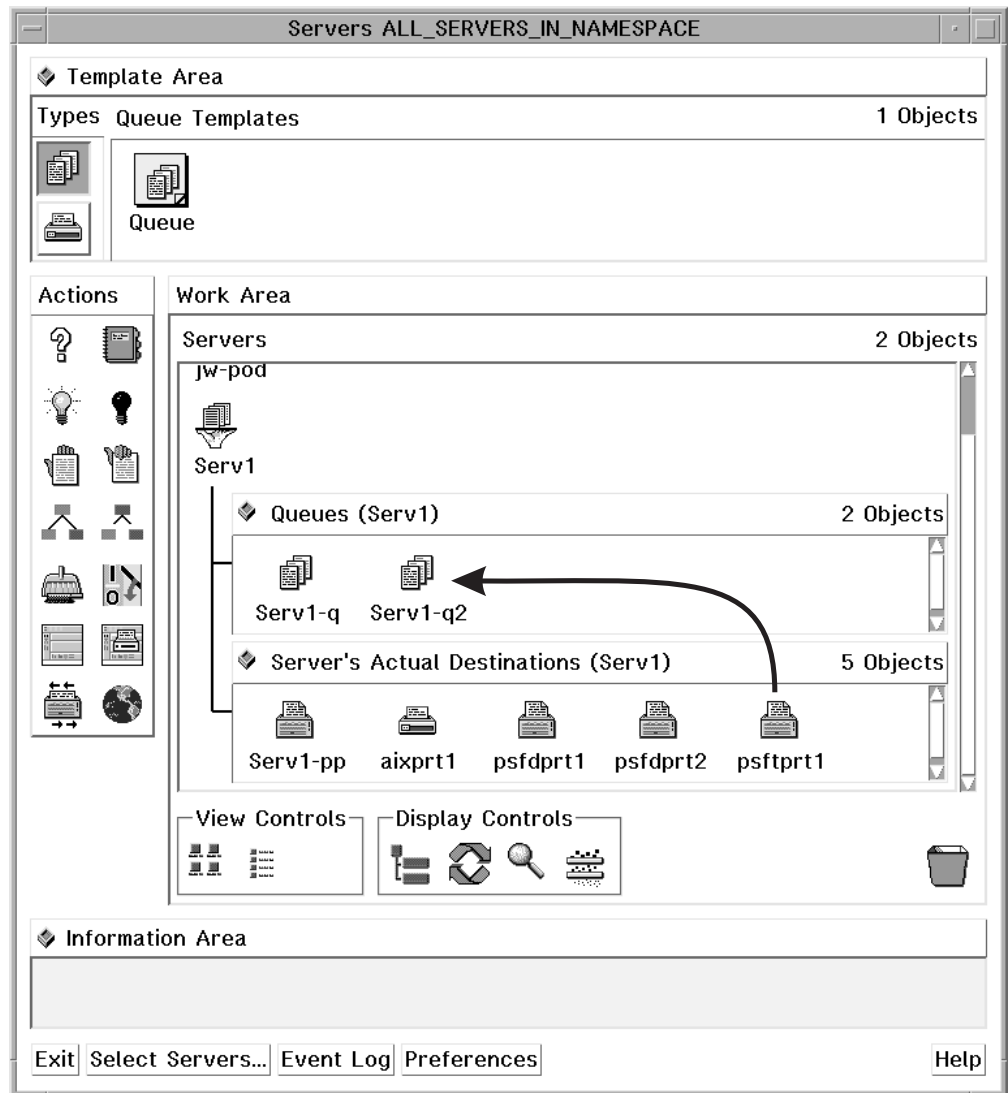 Servers ALL_SERVERS_IN_NAMESPACE
Template Area
Types Queue Templates 1 Objects
Queue
Actions
Work Area
Servers 2 Objects
jw-pod
Serv1
Queues (Serv1) 2 Objects
Serv1-q Serv1-q2
Server's Actual Destinations (Serv1) 5 Objects
Serv1-pp aixprt1 psfdprt1 psfdprt2 psftprt1
View Controls Display Controls
Information Area
Exit Select Servers... Event Log Preferences Help